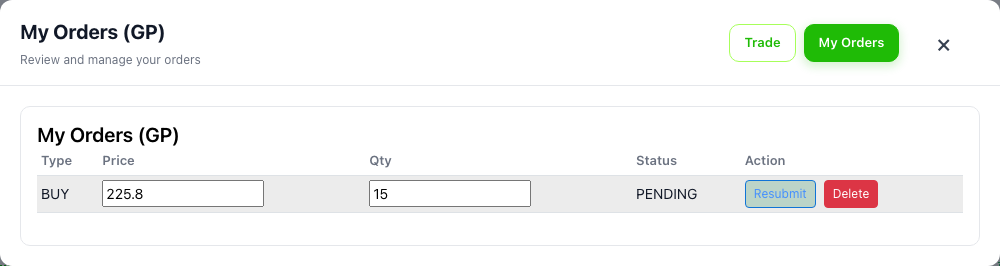 My Orders (GP)
Review and manage your orders
Trade
My Orders
×
My Orders (GP)
Type Price Qty Status Action
BUY 225.8 15 PENDING Resubmit Delete